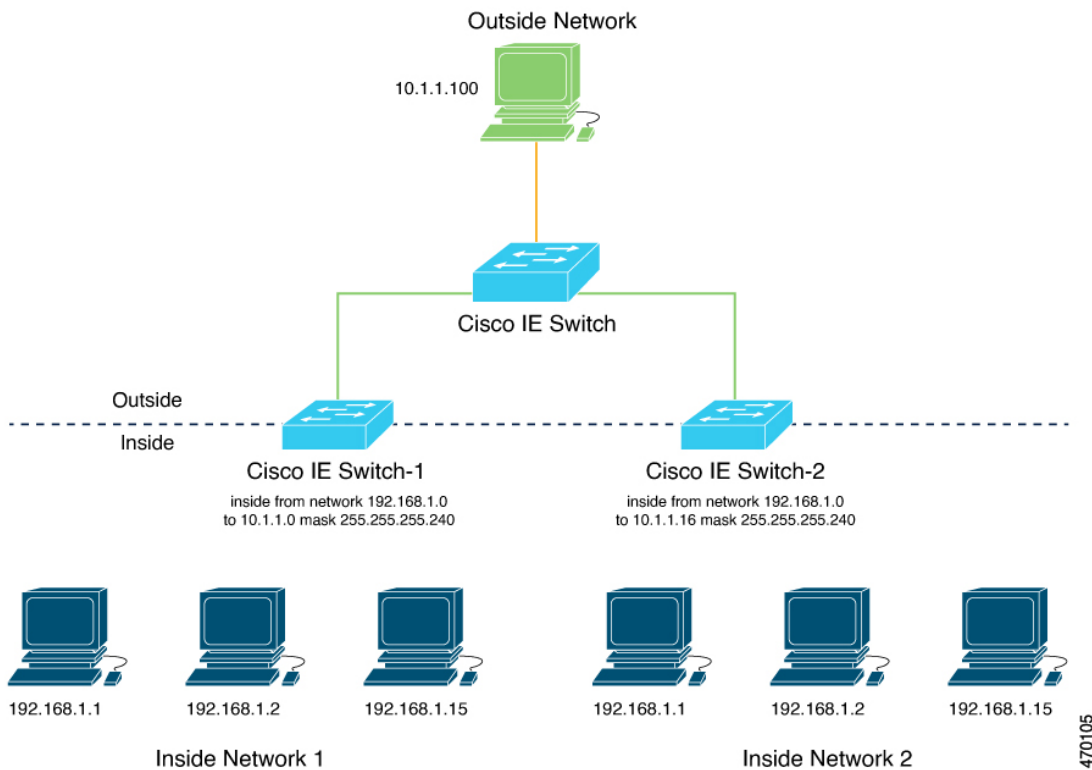 Outside Network
10.1.1.100
Cisco IE Switch
Outside
Inside
Cisco IE Switch-1
inside from network 192.168.1.0
to 10.1.1.0 mask 255.255.255.240
Cisco IE Switch-2
inside from network 192.168.1.0
to 10.1.1.16 mask 255.255.255.240
192.168.1.1
192.168.1.2
192.168.1.15
192.168.1.1
192.168.1.2
192.168.1.15
Inside Network 1
Inside Network 2
470105